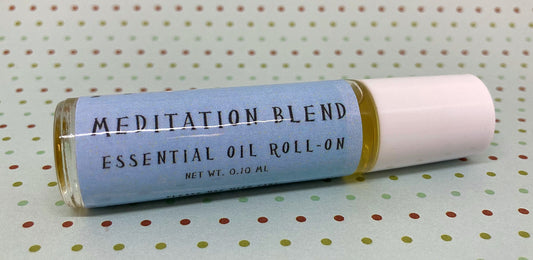 MEDITATION BLEND
ESSENTIAL OIL ROLL-ON
NET WT. 0.10 ML